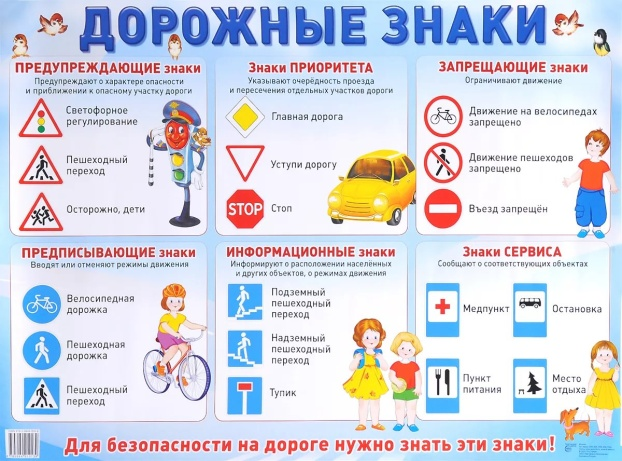 ДОРОЖНЫЕ ЗНАКИ
ПРЕДУПРЕЖДАЮЩИЕ знаки
Предупреждают о характере опасности
и приближении к опасному участку дороги
Светофорное
регулирование
Пешеходный
переход
Осторожно, дети
Знаки ПРИОРИТЕТА
Указывают очерёдность проезда
и пересечения отдельных участков дороги
Главная дорога
Уступи дорогу
STOP
Стоп
ЗАПРЕЩАЮЩИЕ знаки
Ограничивают движение
Движение на велосипедах
запрещено
Движение пешеходов
запрещено
Въезд запрещён
ПРЕДПИСЫВАЮЩИЕ знаки
Вводят или отменяют режимы движения
Велосипедная
дорожка
Пешеходная
дорожка
Пешеходный
переход
ИНФОРМАЦИОННЫЕ знаки
Информируют о расположении населённых
и других объектов, о режимах движения
Подземный
пешеходный
переход
Надземный
пешеходный
переход
Тупик
Знаки СЕРВИСА
Сообщают о соответствующих объектах
Медпункт
Остановка
Пункт
питания
Место
отдыха
Для безопасности на дороге нужно знать эти знаки!